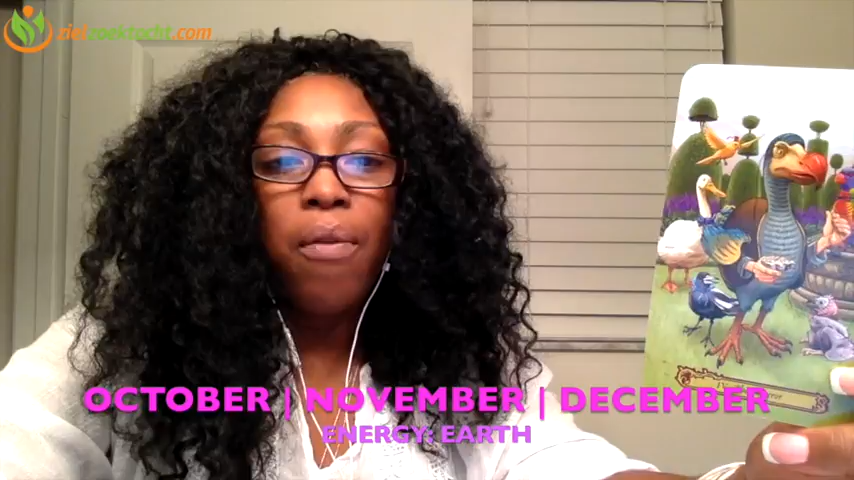 zielzoektocht.com
OCTOBER | NOVEMBER | DECEMBER
ENERGY: EARTH